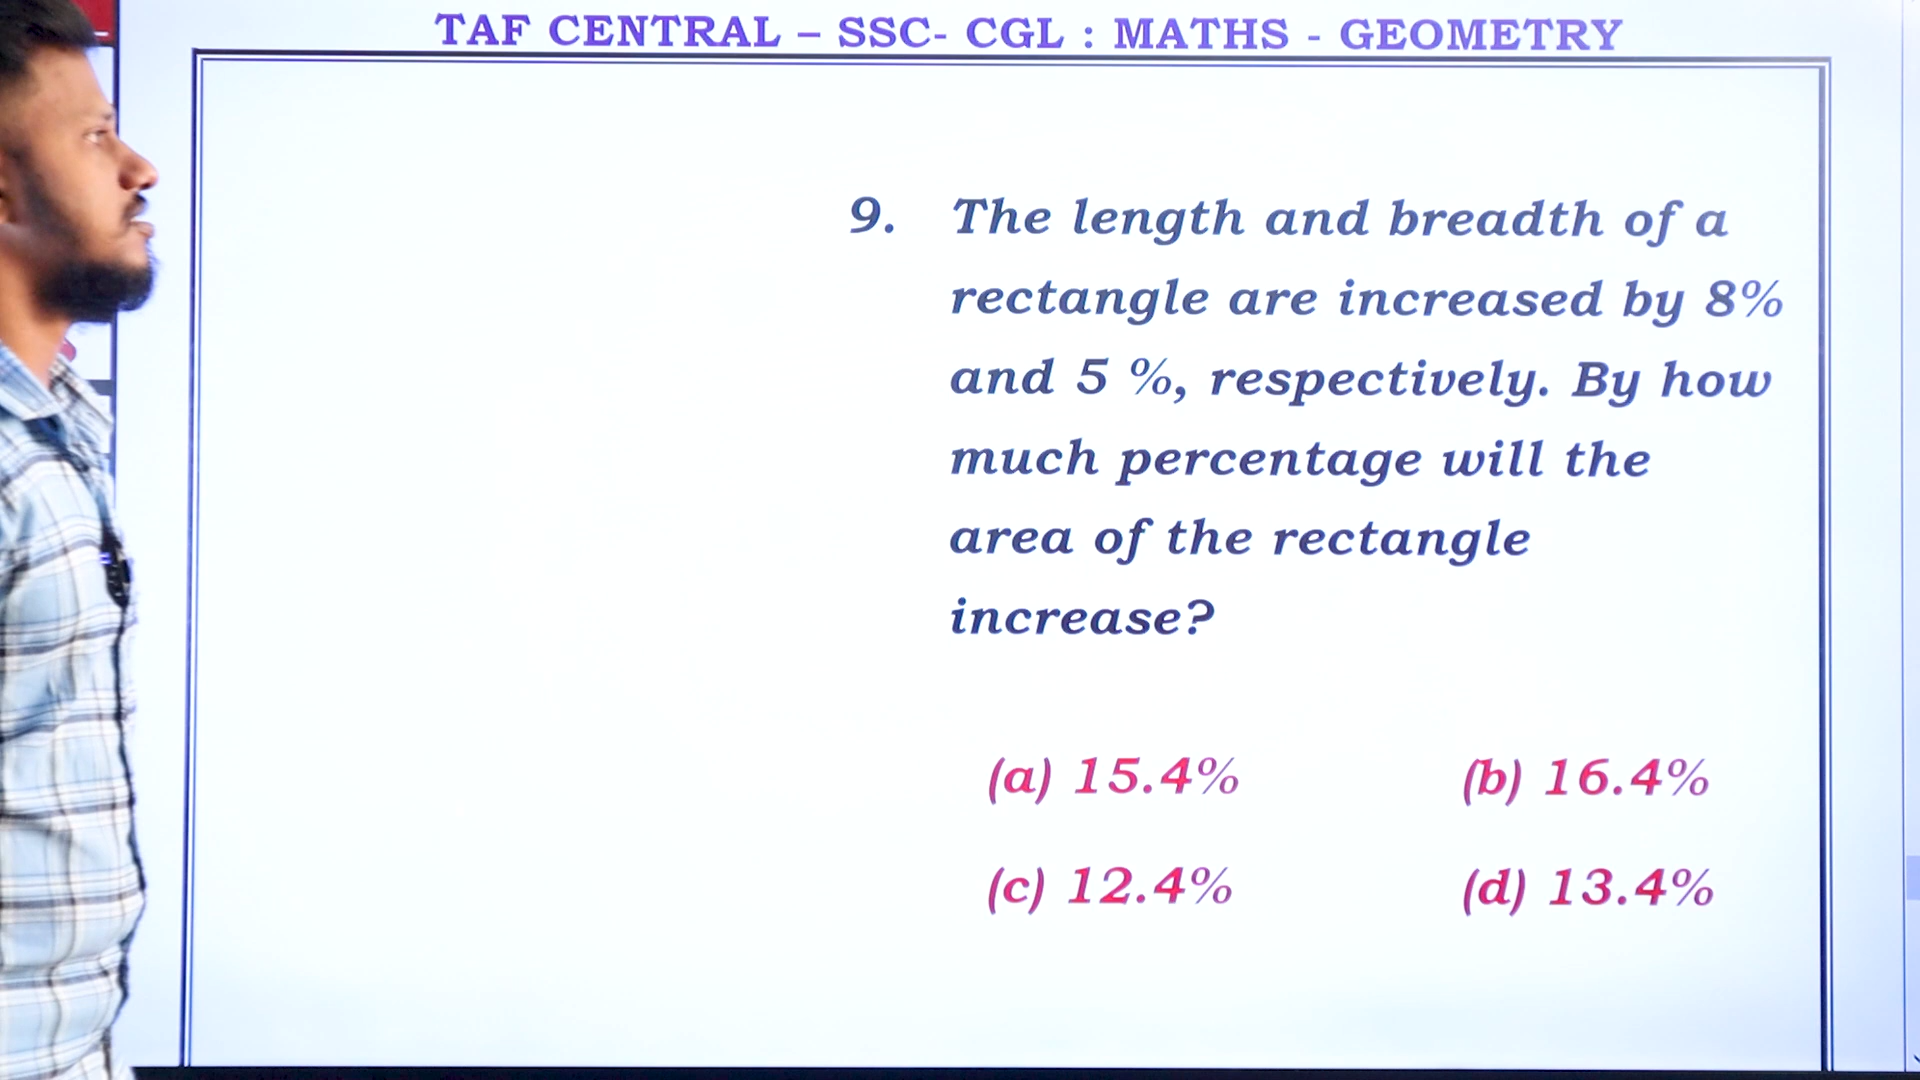 TAF CENTRAL – SSC- CGL : MATHS - GEOMETRY
9. The length and breadth of a
rectangle are increased by 8%
and 5 %, respectively. By how
much percentage will the
area of the rectangle
increase?
(a) 15.4% (b) 16.4%
(c) 12.4% (d) 13.4%